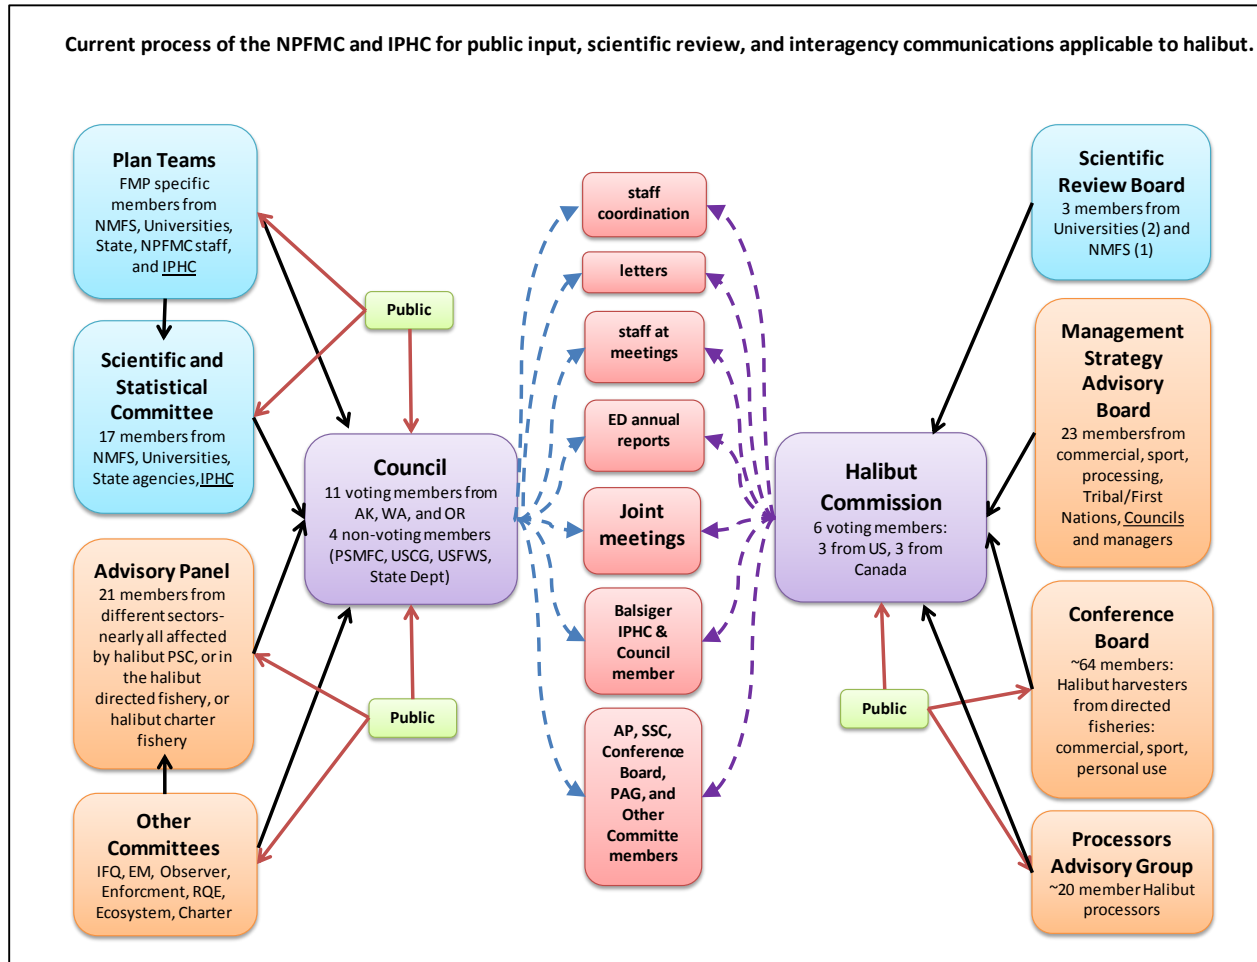 Current process of the NPFMC and IPHC for public input, scientific review, and interagency communications applicable to halibut.
Plan Teams
FMP specific
members from
NMFS, Universities,
State, NPFMC staff,
and IPHC
Scientific and
Statistical
Committee
17 members from
NMFS, Universities,
State agencies, IPHC
Advisory Panel
21 members from
different sectors-
nearly all affected
by halibut PSC, or in
the halibut
directed fishery, or
halibut charter
fishery
Other
Committees
IFQ, EM, Observer,
Enforcment, RQE,
Ecosystem, Charter
Public
Council
11 voting members from
AK, WA, and OR
4 non-voting members
(PSMFC, USCG, USFWS,
State Dept)
Public
staff
coordination
letters
staff at
meetings
ED annual
reports
Joint
meetings
Balsiger
IPHC &
Council
member
AP, SSC,
Conference
Board,
PAG, and
Other
Committe
members
Halibut
Commission
6 voting members:
3 from US, 3 from
Canada
Public
Scientific
Review Board
3 members from
Universities (2) and
NMFS (1)
Management
Strategy
Advisory
Board
23 membersfrom
commercial, sport,
processing,
Tribal/First
Nations, Councils
and managers
Conference
Board
~64 members:
Halibut harvesters
from directed
fisheries:
commercial, sport,
personal use
Processors
Advisory Group
~20 member Halibut
processors